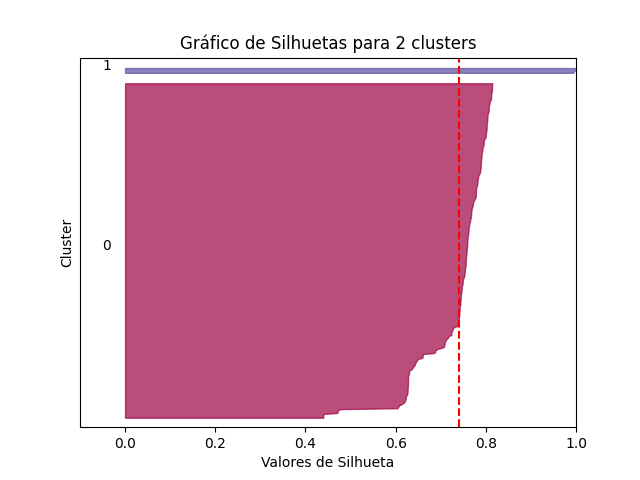 Gráfico de Silhuetas para 2 clusters
1
0
Cluster
0.0 0.2 0.4 0.6 0.8 1.0
Valores de Silhueta